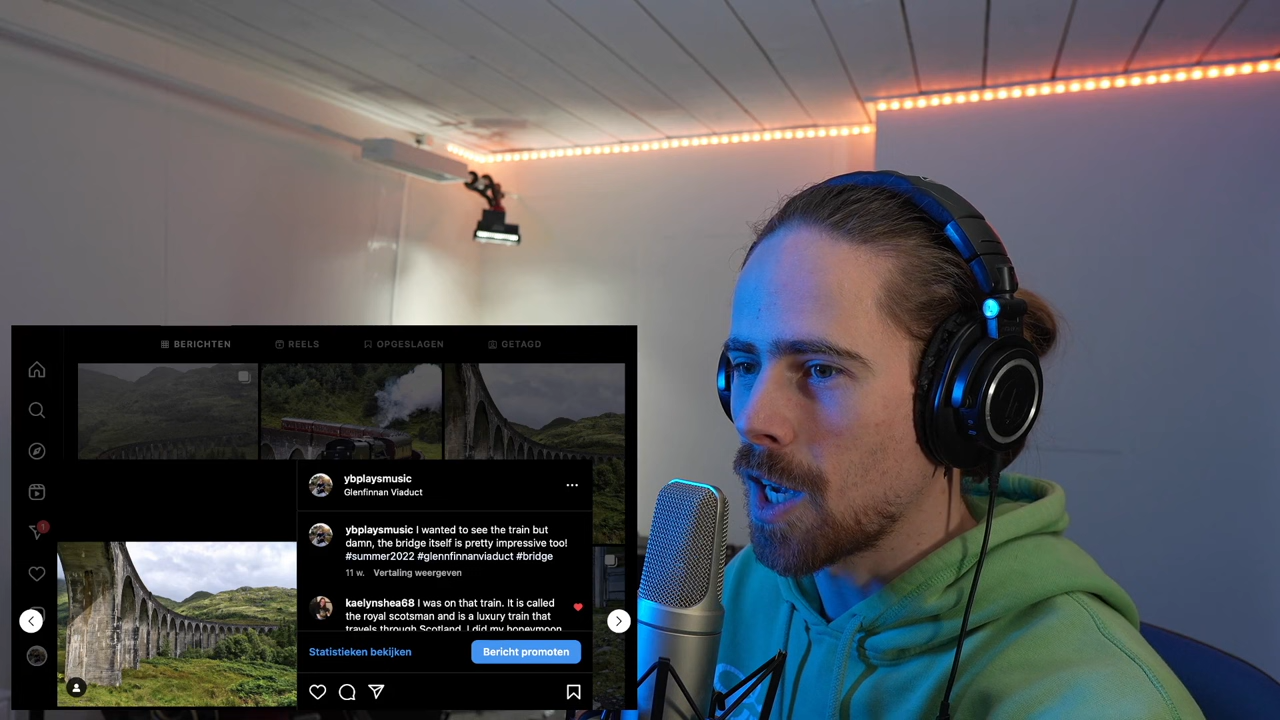 BERICHTEN
REELS
OPGESLAGEN
GETAGD
1
ybplaysmusic
Glenfinnan Viaduct
ybplaysmusic I wanted to see the train but
damn, the bridge itself is pretty impressive too!
#summer2022 #glennfinnanviaduct #bridge
11 w. Vertaling weergeven
kaelynshea68 I was on that train. It is called
the royal scotsman and is a luxury train that
travels through Scotland. I did my honeymoon
Statistieken bekijken
Bericht promoten